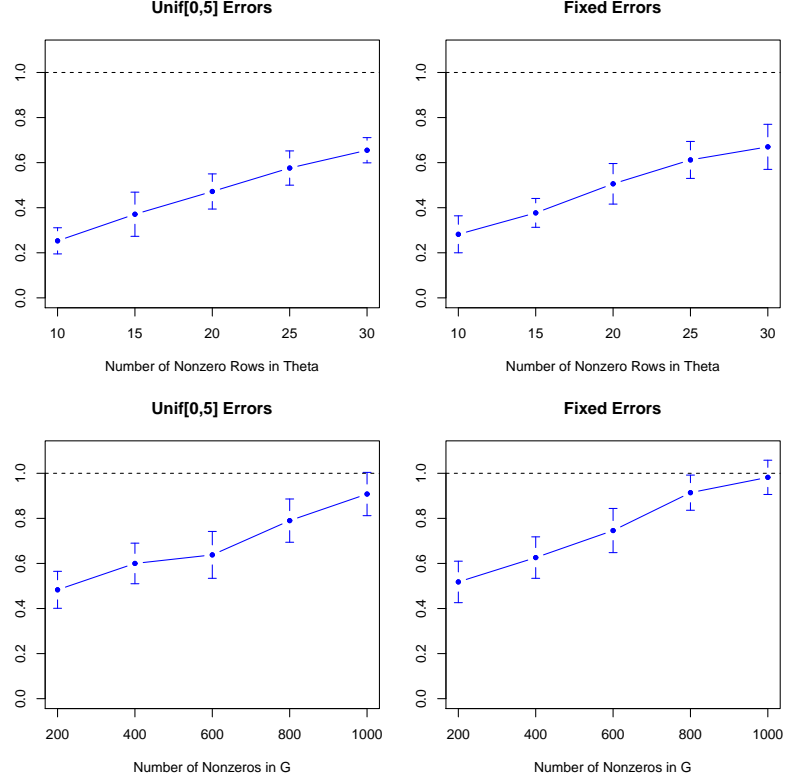 Unif[0,5] Errors
1.0
0.8
0.6
0.4
0.2
0.0
10 15 20 25 30
Number of Nonzero Rows in Theta
Fixed Errors
1.0
0.8
0.6
0.4
0.2
0.0
10 15 20 25 30
Number of Nonzero Rows in Theta
Unif[0,5] Errors
1.0
0.8
0.6
0.4
0.2
0.0
200 400 600 800 1000
Number of Nonzeros in G
Fixed Errors
1.0
0.8
0.6
0.4
0.2
0.0
200 400 600 800 1000
Number of Nonzeros in G